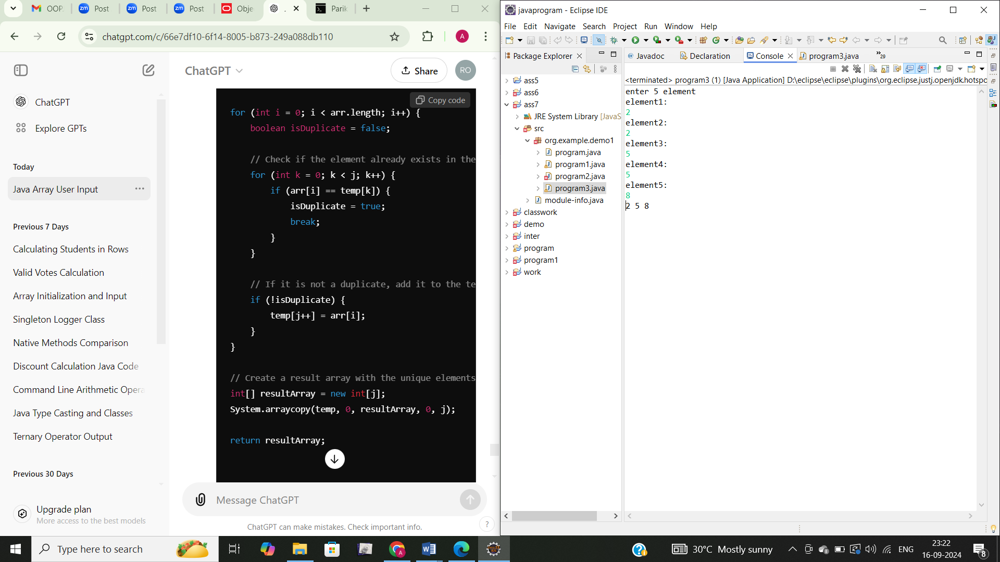 OOP.
Post
Post
Post
Obje
Parik
chatgpt.com/c/66e7df10-6f14-8005-b873-249a088db110
A
ChatGPT
Explore GPTs
Today
Java Array User Input
Previous 7 Days
Calculating Students in Rows
Valid Votes Calculation
Array Initialization and Input
Singleton Logger Class
Native Methods Comparison
Discount Calculation Java Code
Command Line Arithmetic Opera
Java Type Casting and Classes
Ternary Operator Output
Previous 30 Days
Upgrade plan
More access to the best models
ChatGPT
Share
RO
Copy code
for (int i = 0; i < arr.length; i++) {
boolean isDuplicate = false;
// Check if the element already exists in the
for (int k = 0; k < j; k++) {
if (arr[i] == temp[k]) {
isDuplicate = true;
break;
}
}
// If it is not a duplicate, add it to the te
if (!isDuplicate) {
temp[j++] = arr[i];
}
}
// Create a result array with the unique elements
int[] resultArray = new int[j];
System.arraycopy(temp, 0, resultArray, 0, j);
return resultArray;
Message ChatGPT
ChatGPT can make mistakes. Check important info.
?
javaprogram - Eclipse IDE
File Edit Navigate Search Project Run Window Help
Package Explorer
ass5
ass6
ass7
JRE System Library [JavaS
src
org.example.demo1
program.java
program1.java
program2.java
program3.java
module-info.java
classwork
demo
inter
program
program1
work
@ Javadoc
Declaration
Console
program3.java
»29
<terminated> program3 (1) [Java Application] D:\eclipse\eclipse\plugins\org.eclipse.justj.openjdk.hotspo
enter 5 element
element1:
2
element2:
2
element3:
5
element4:
5
element5:
8
2 5 8
Type here to search
30°C Mostly sunny
ENG
23:22
16-09-2024
8